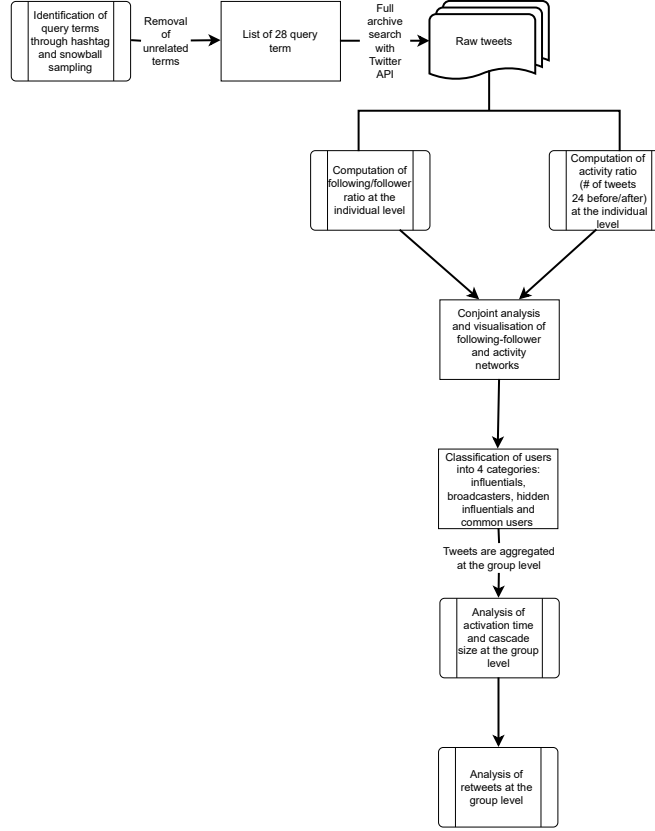 Identification of
query terms
through hashtag
and snowball
sampling
Removal
of
unrelated
terms
List of 28 query
term
Full
archive
search
with
Twitter
API
Raw tweets
Computation of
following/follower
ratio at the
individual level
Computation of
activity ratio
(# of tweets
24 before/after)
at the individual
level
Conjoint analysis
and visualisation of
following-follower
and activity
networks
Classification of users
into 4 categories:
influentials,
broadcasters, hidden
influentials and
common users
Tweets are aggregated
at the group level
Analysis of
activation time
and cascade
size at the group
level
Analysis of
retweets at the
group level